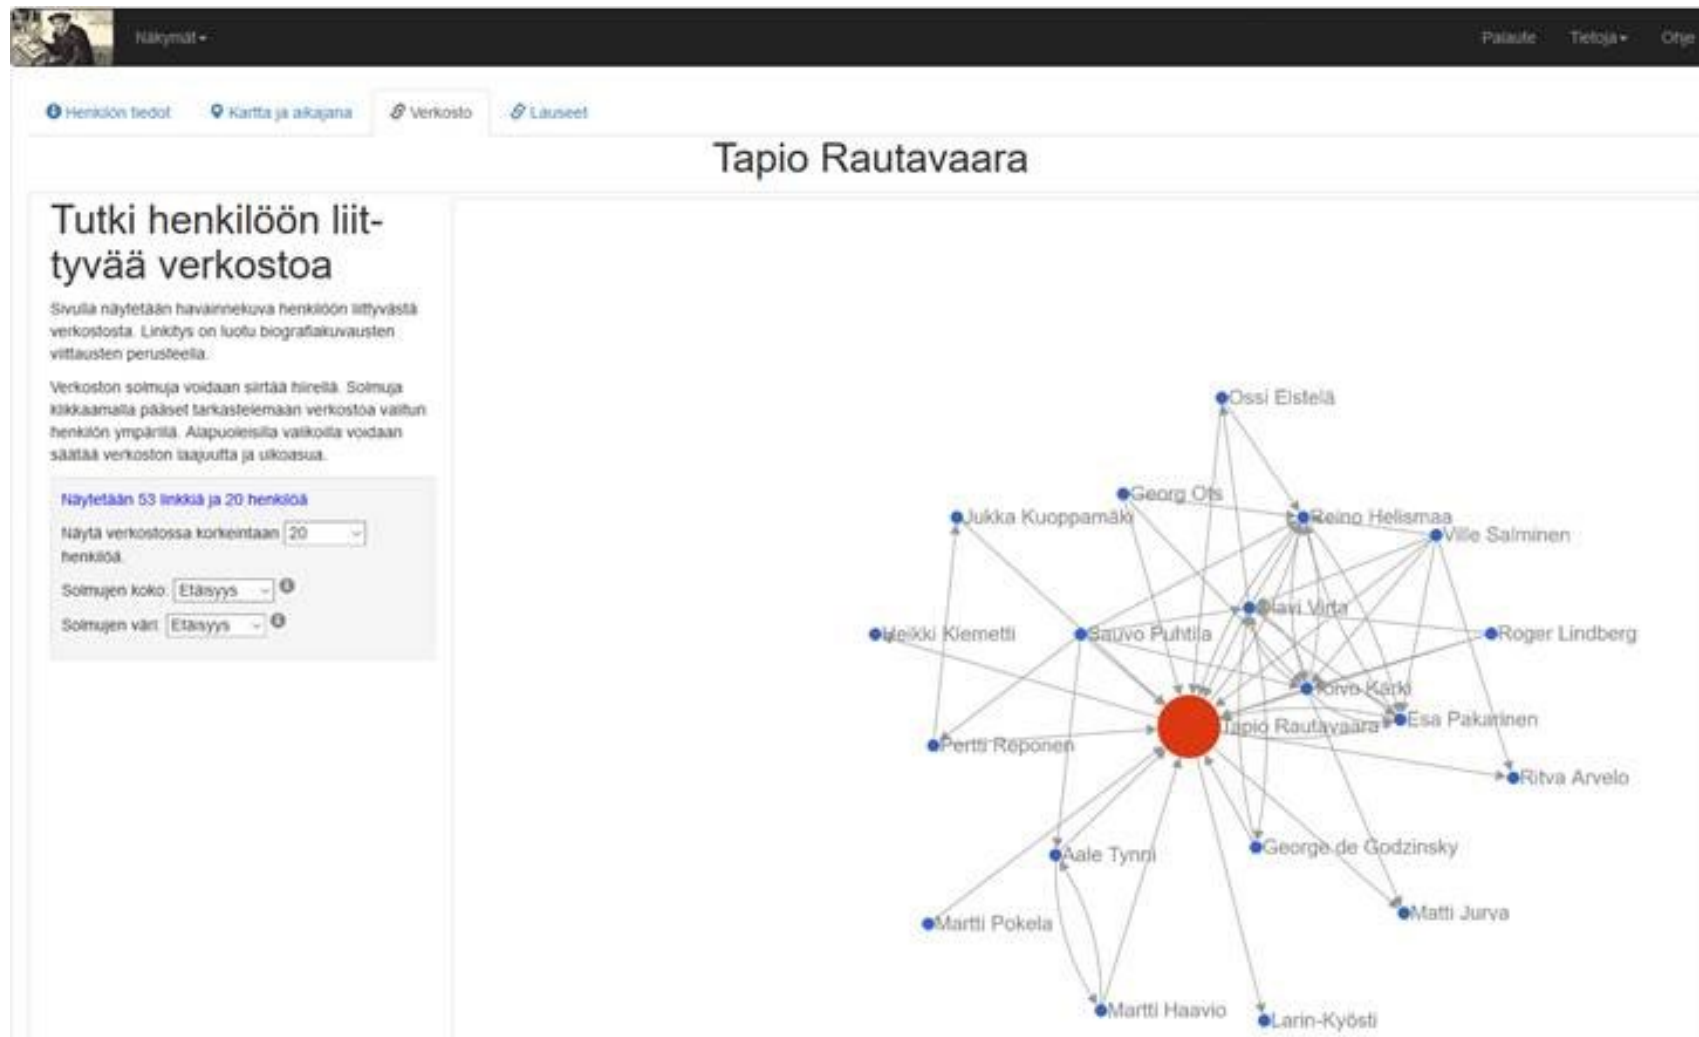 Näkymät
Palaute Tietoja Ohje
Henkilön tiedot Kartta ja aikajana Verkosto Lauseet
Tapio Rautavaara
Tutki henkilöön liit-
tyvää verkostoa
Sivulla näytetään havainnekuva henkilöön liittyvästä
verkostosta. Linkitys on luotu biografiakuvausten
viittausten perusteella.
Verkoston solmuja voidaan siirtää hiirellä. Solmuja
klikkaamalla pääset tarkastelemaan verkostoa valitun
henkilön ympärillä. Alapuoleisilla valikoilla voidaan
säätää verkoston laajuutta ja ulkoasua.
Näytetään 53 linkkiä ja 20 henkilöä
Näytä verkostossa korkeintaan 20
henkilöä.
Solmujen koko: Etäisyys
Solmujen väri: Etäisyys
Ossi Elstelä
Georg Ots
Jukka Kuoppamäki
Reino Helismaa
Ville Salminen
Olavi Virta
Heikki Klemetti
Sauvo Puhtila
Roger Lindberg
Toivo Kärki
Esa Pakarinen
Tapio Rautavaara
Pertti Reponen
Ritva Arvelo
George de Godzinsky
Aale Tynni
Matti Jurva
Martti Pokela
Martti Haavio
Larin-Kyösti